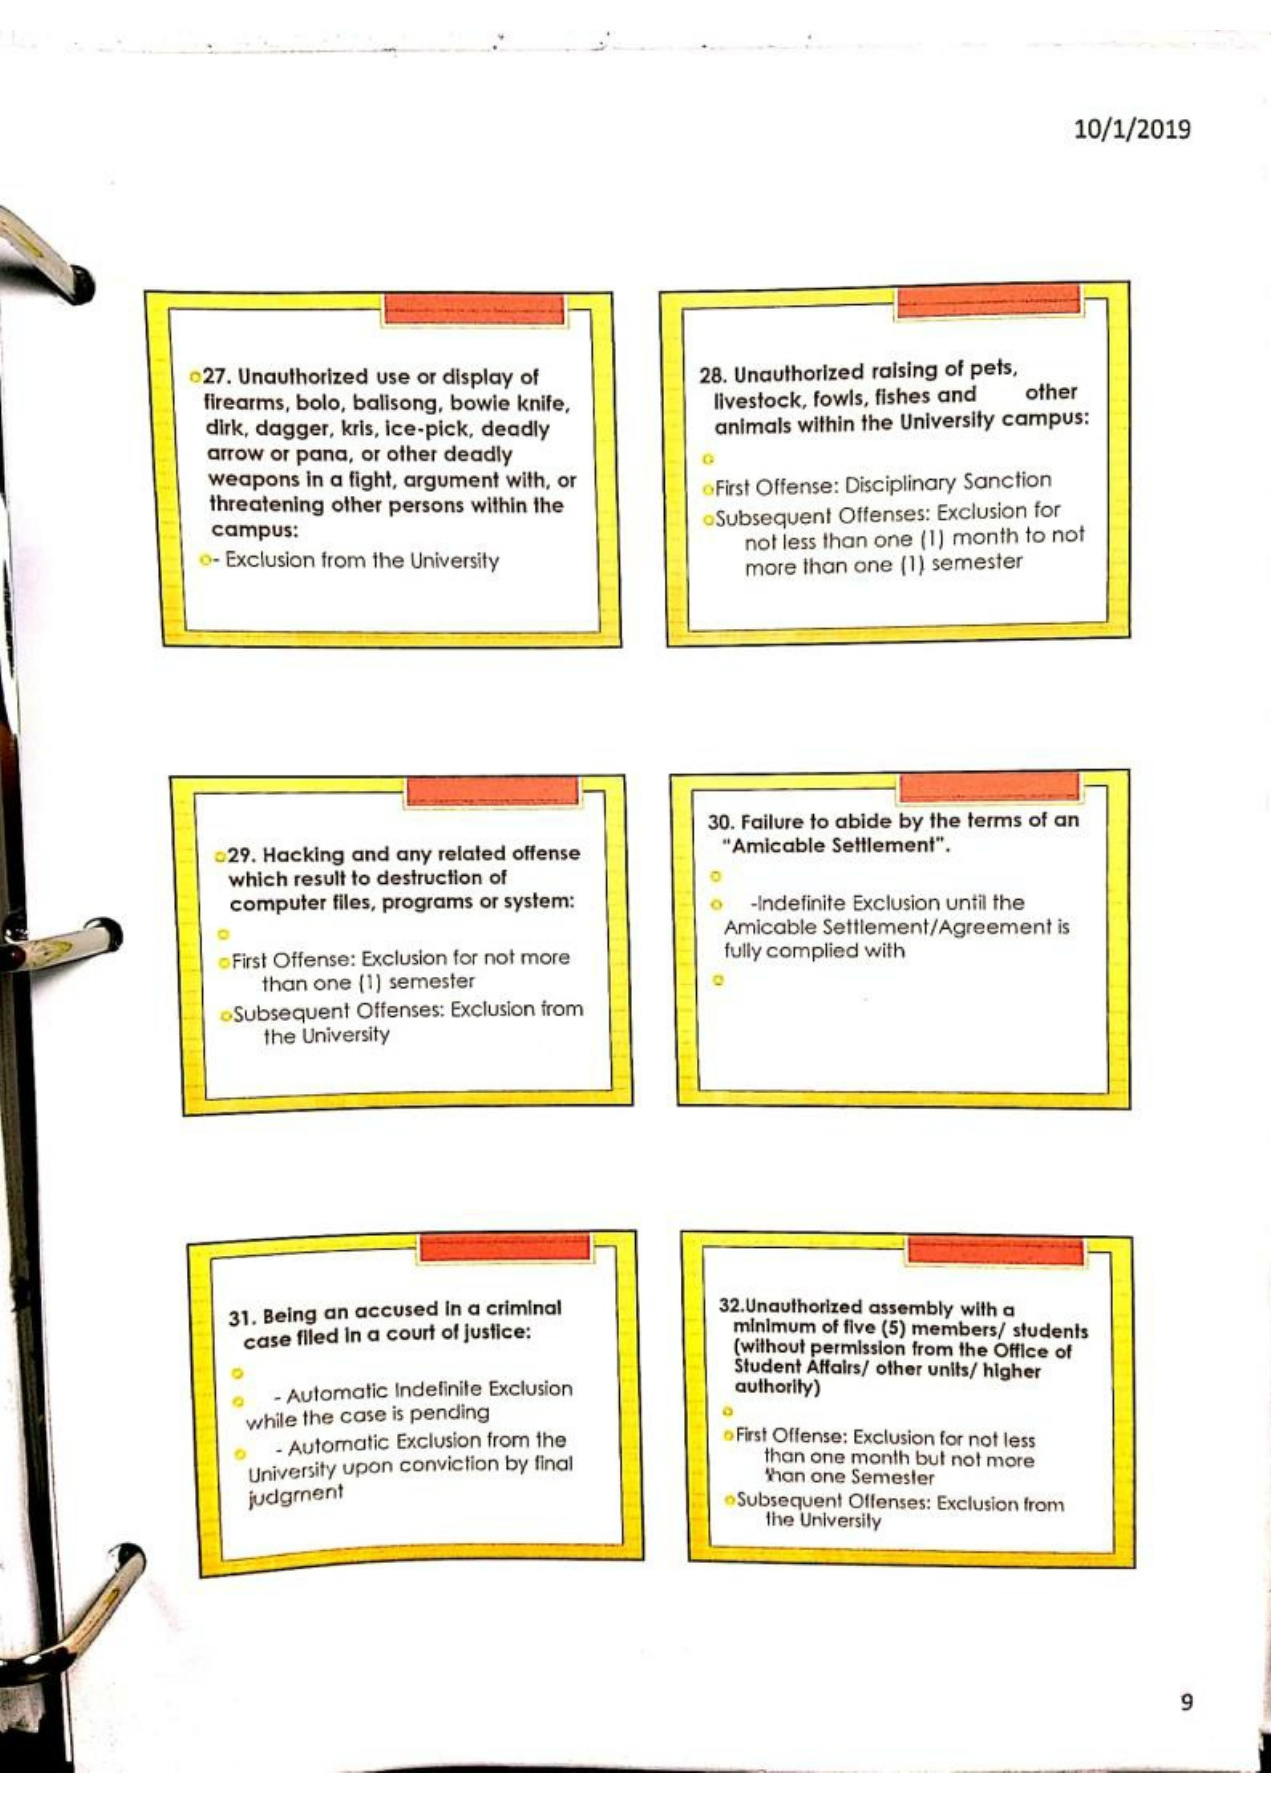 10/1/2019
27. Unauthorized use or display of
firearms, bolo, balisong, bowie knife,
dirk, dagger, kris, ice-pick, deadly
arrow or pana, or other deadly
weapons in a fight, argument with, or
threatening other persons within the
campus:
- Exclusion from the University
28. Unauthorized raising of pets,
livestock, fowls, fishes and other
animals within the University campus:
First Offense: Disciplinary Sanction
Subsequent Offenses: Exclusion for
not less than one (1) month to not
more than one (1) semester
29. Hacking and any related offense
which result to destruction of
computer files, programs or system:
First Offense: Exclusion for not more
than one (1) semester
Subsequent Offenses: Exclusion from
the University
30. Failure to abide by the terms of an
"Amicable Settlement".
-Indefinite Exclusion until the
Amicable Settlement/Agreement is
fully complied with
31. Being an accused in a criminal
case filed in a court of justice:
- Automatic Indefinite Exclusion
while the case is pending
- Automatic Exclusion from the
University upon conviction by final
judgment
32.Unauthorized assembly with a
minimum of five (5) members/ students
(without permission from the Office of
Student Affairs/ other units/ higher
authority)
First Offense: Exclusion for not less
than one month but not more
than one Semester
Subsequent Offenses: Exclusion from
the University
9